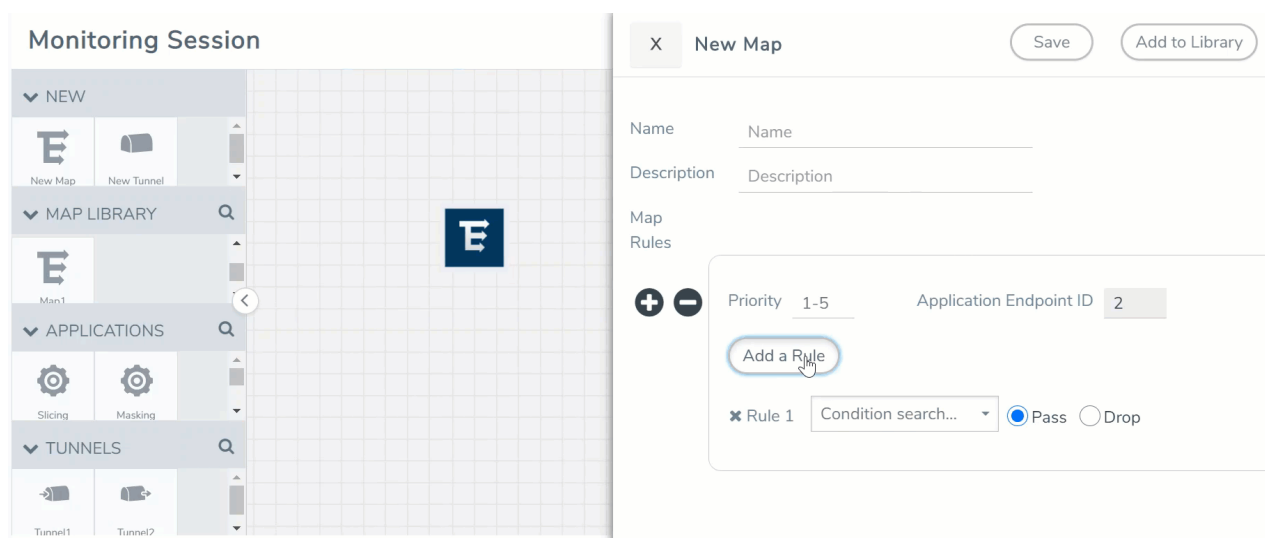 Monitoring Session
NEW
New Map
New Tunnel
MAP LIBRARY
Map1
APPLICATIONS
Slicing
Masking
TUNNELS
Tunnel1
Tunnel2
X
New Map
Save
Add to Library
Name
Name
Description
Description
Map
Rules
Priority
1-5
Application Endpoint ID
2
Add a Rule
Rule 1
Condition search...
Pass
Drop